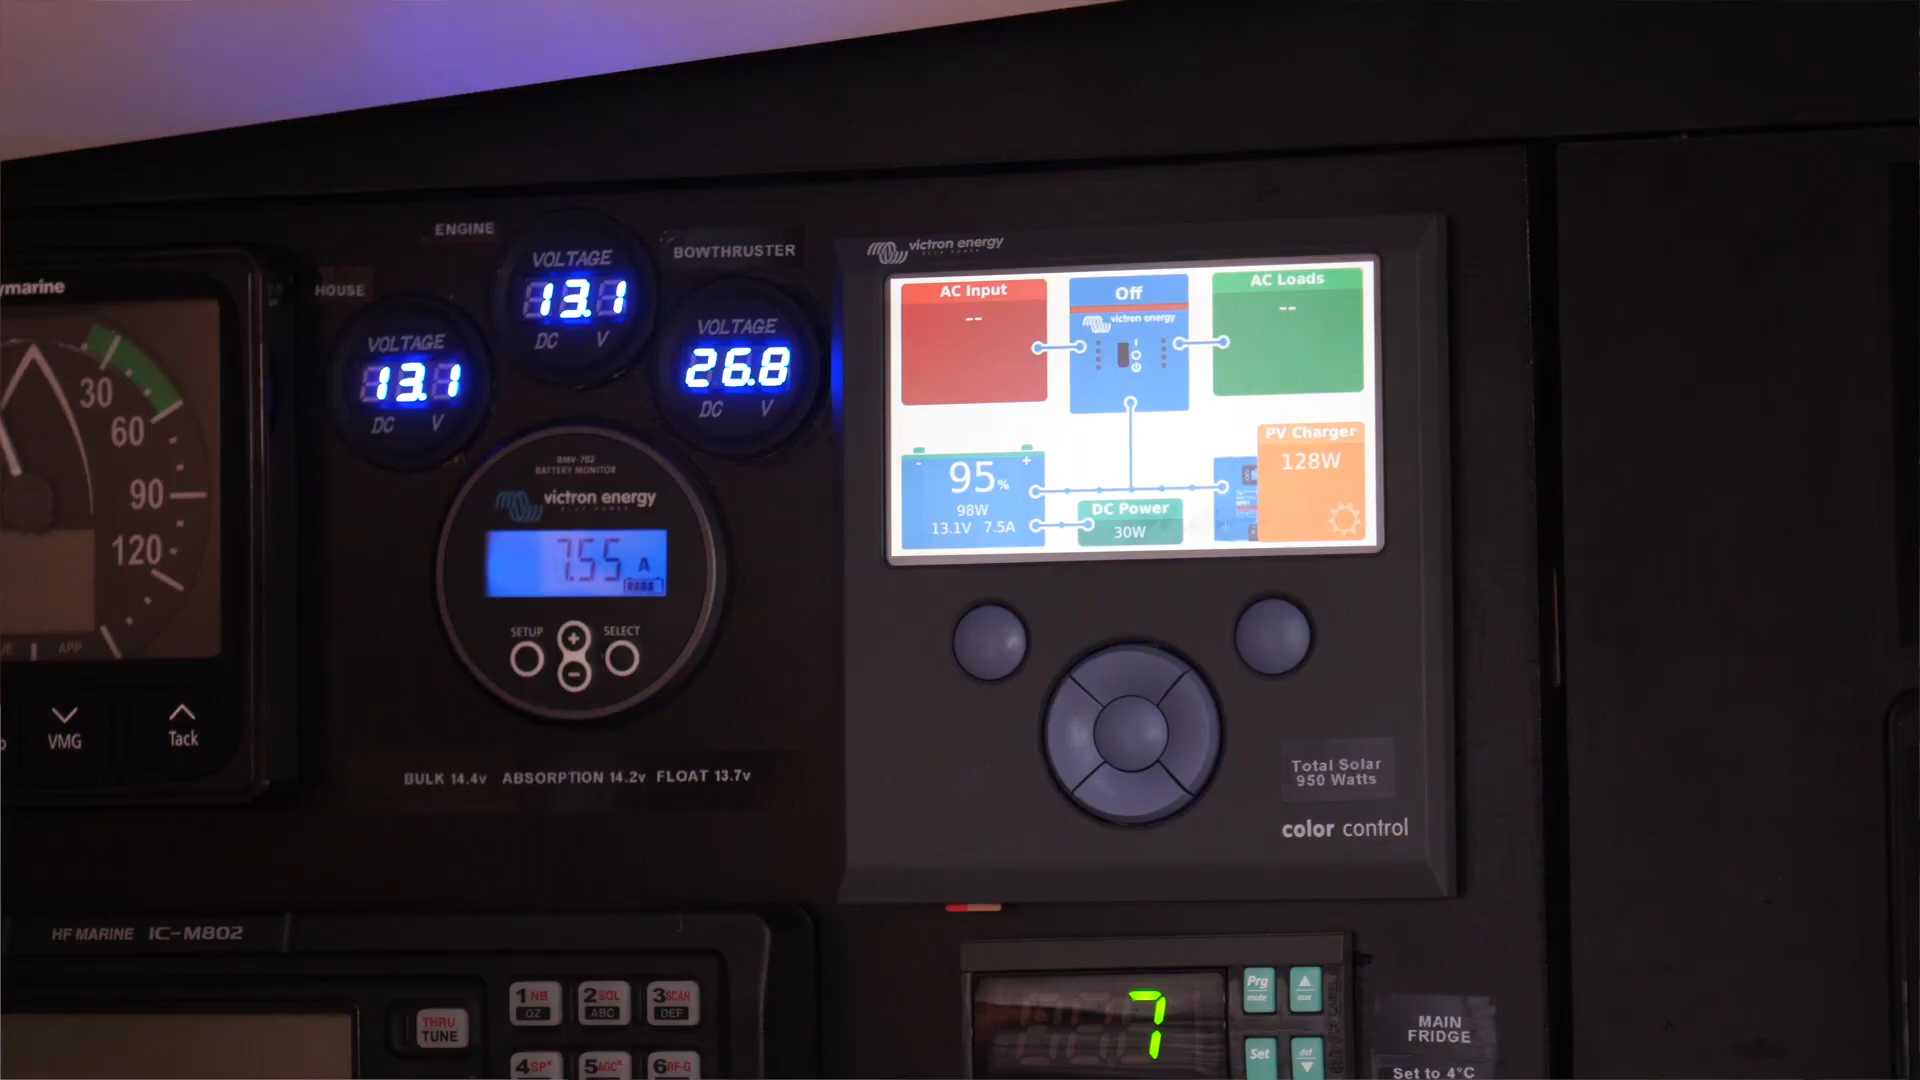 ymarine
30
60
90
120
APP
VMG
Tack
HOUSE
VOLTAGE
13.1
DC V
ENGINE
VOLTAGE
13.1
DC V
BOWTHRUSTER
VOLTAGE
26.8
DC V
BMV-702
BATTERY MONITOR
victron energy
BLUE POWER
7.55 A
SETUP
SELECT
+
-
BULK 14.4v ABSORPTION 14.2v FLOAT 13.7v
victron energy
AC Input
--
Off
victron energy
AC Loads
--
- +
95%
98W
13.1V 7.5A
DC Power
30W
PV Charger
128W
Total Solar
950 Watts
color control
HF MARINE IC-M802
THRU
TUNE
1 NB
QZ
2 SQL
ABC
3 SCAN
DEF
4 SP*
5 AGC*
6 RF-G
7
Prg
mute
aux
Set
def
MAIN
FRIDGE
Set to 4°C